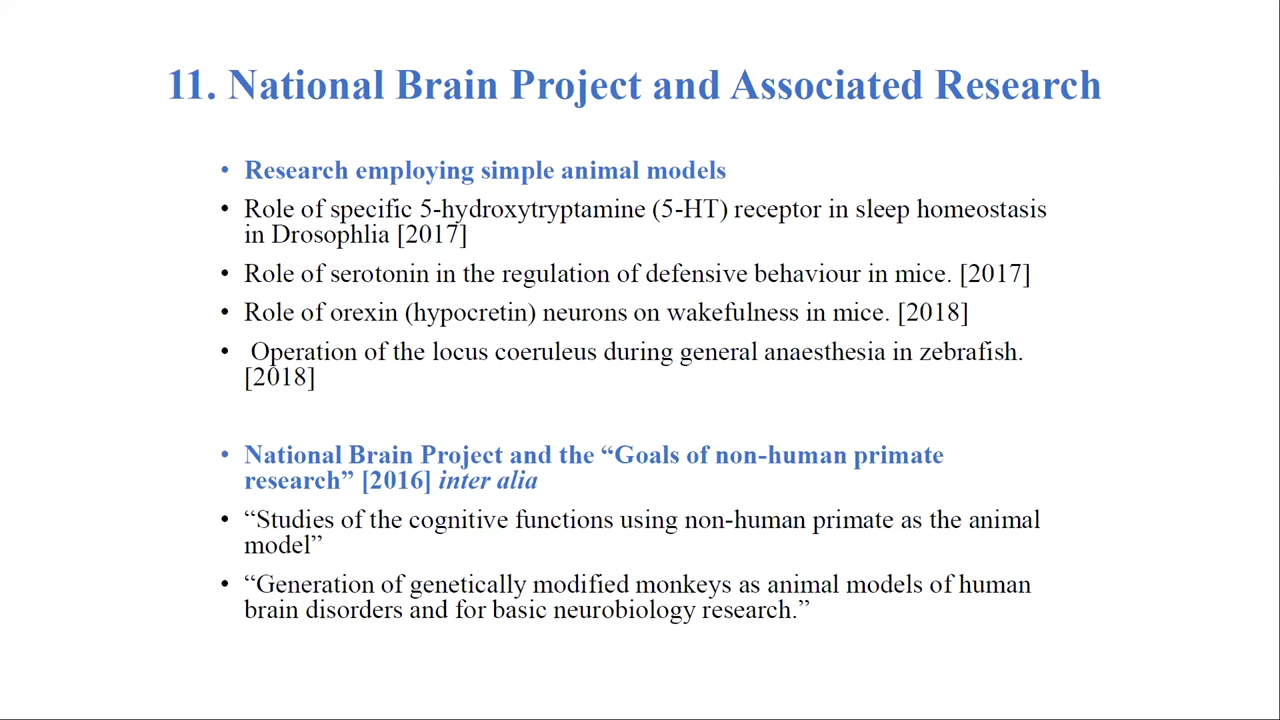 11. National Brain Project and Associated Research
• Research employing simple animal models
• Role of specific 5-hydroxytryptamine (5-HT) receptor in sleep homeostasis
in Drosophlia [2017]
• Role of serotonin in the regulation of defensive behaviour in mice. [2017]
• Role of orexin (hypocretin) neurons on wakefulness in mice. [2018]
• Operation of the locus coeruleus during general anaesthesia in zebrafish.
[2018]
• National Brain Project and the “Goals of non-human primate
research” [2016] inter alia
• “Studies of the cognitive functions using non-human primate as the animal
model”
• “Generation of genetically modified monkeys as animal models of human
brain disorders and for basic neurobiology research.”